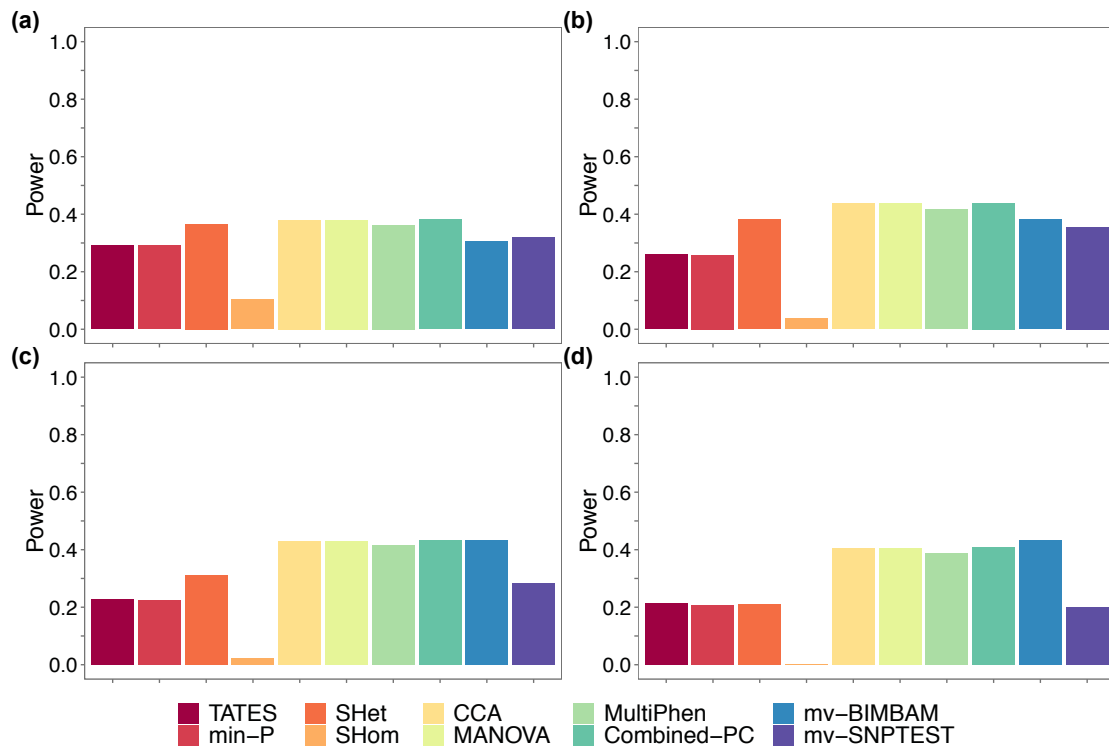 (a)
(b)
1.0
0.8
0.6
0.4
0.2
0.0
Power
1.0
0.8
0.6
0.4
0.2
0.0
Power
(c)
(d)
1.0
0.8
0.6
0.4
0.2
0.0
Power
1.0
0.8
0.6
0.4
0.2
0.0
Power
TATES SHet CCA MultiPhen mv−BIMBAM
min−P SHom MANOVA Combined−PC mv−SNPTEST